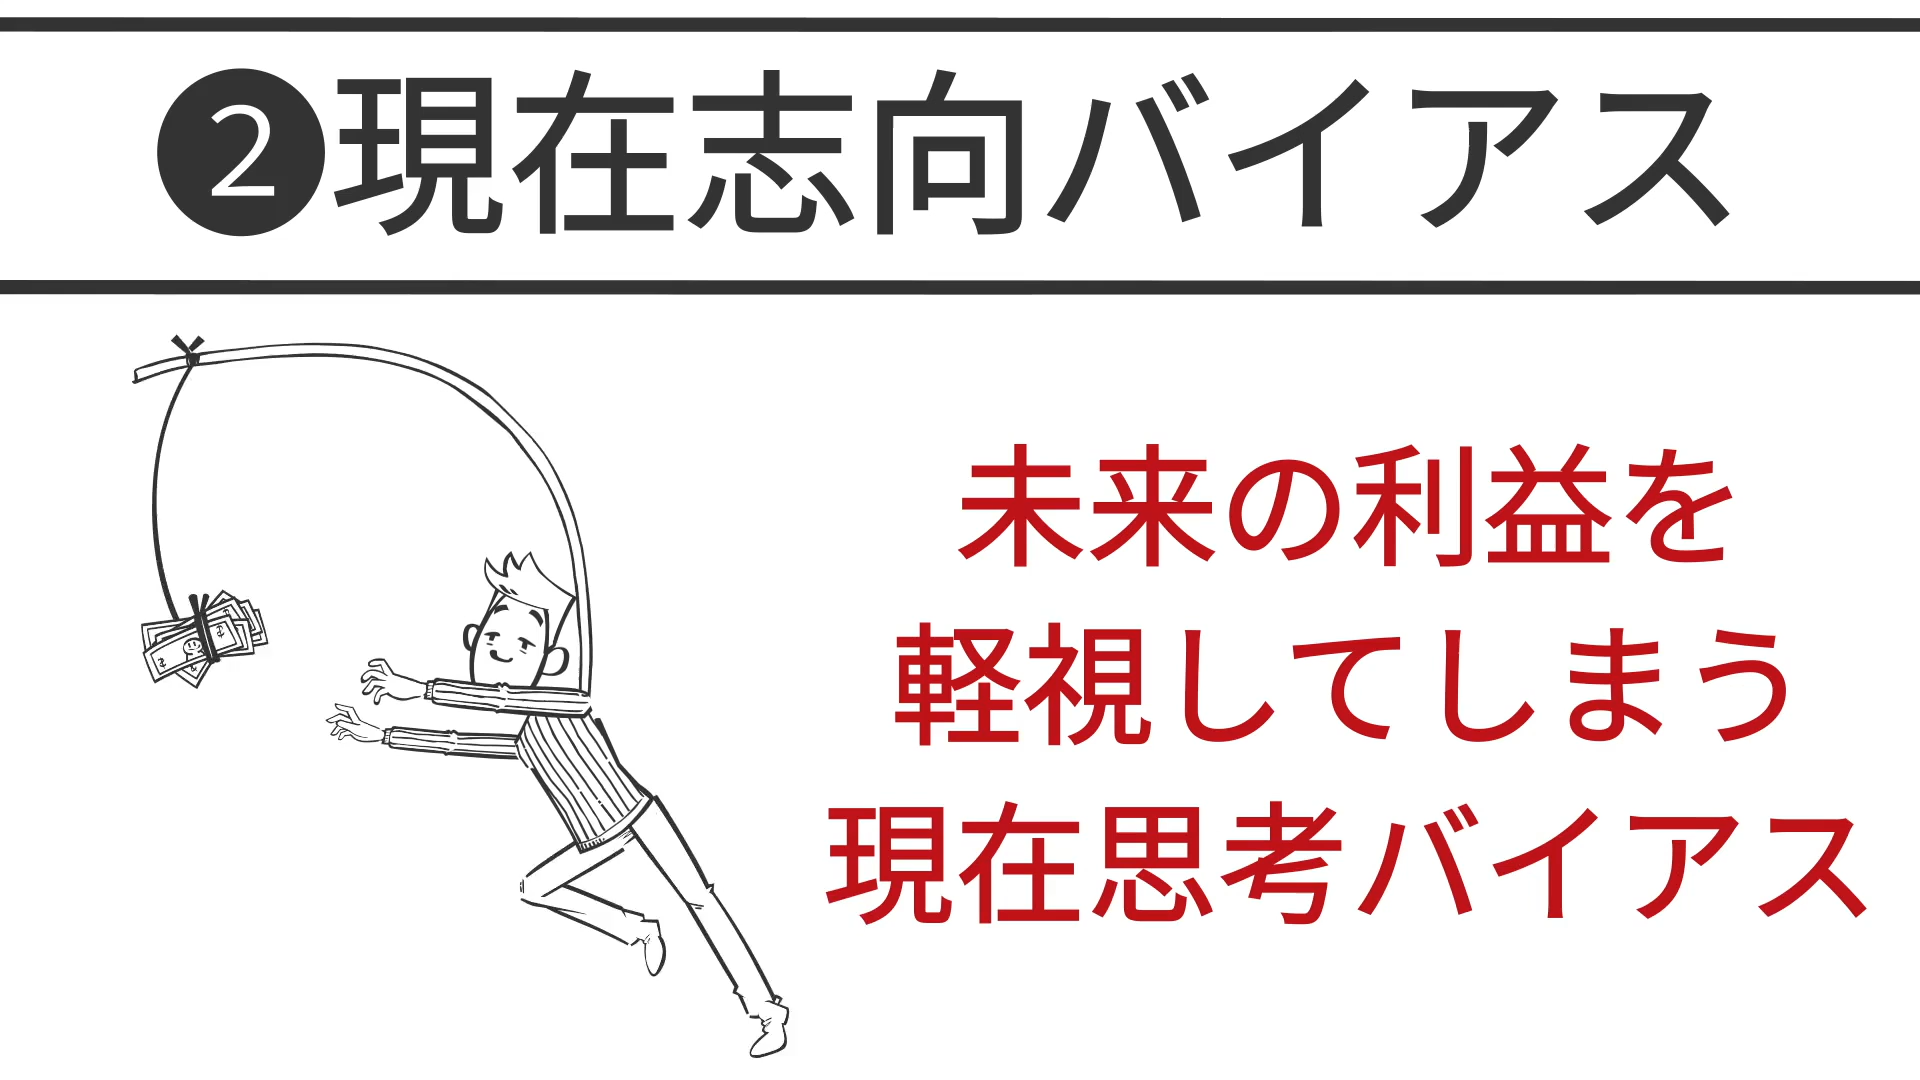 ❷現在志向バイアス
未来の利益を
軽視してしまう
現在思考バイアス